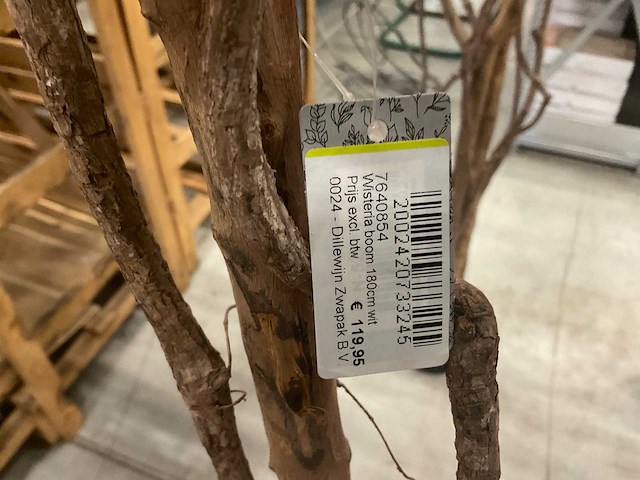 2002420733245
7640854
Wisteria boom 180cm wit
Prijs excl. btw € 119,95
0024 - Dillewijn Zwapak B.V